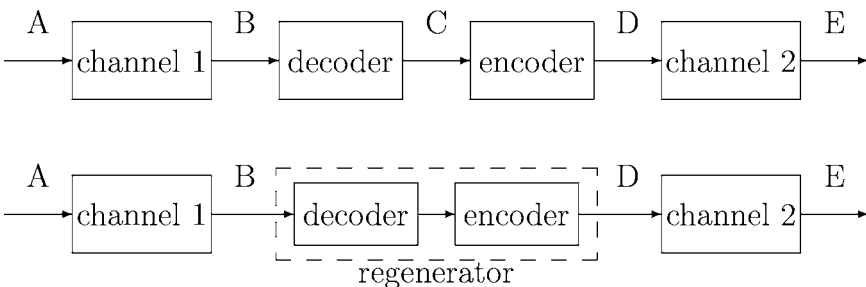 A B C D E
channel 1 decoder encoder channel 2
A B D E
channel 1 decoder encoder channel 2
regenerator